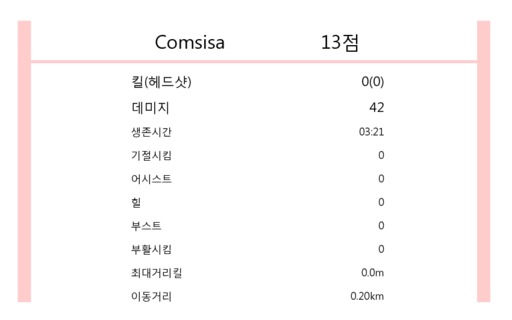 Comsisa 13점
킬(헤드샷) 0(0)
데미지 42
생존시간 03:21
기절시킴 0
어시스트 0
힐 0
부스트 0
부활시킴 0
최대거리킬 0.0m
이동거리 0.20km